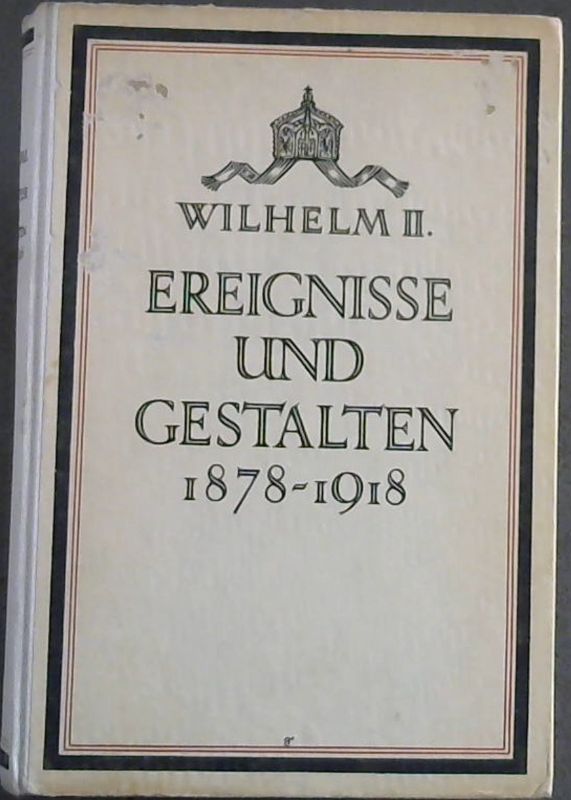 WILHELM II.
EREIGNISSE
UND
GESTALTEN
1878-1918